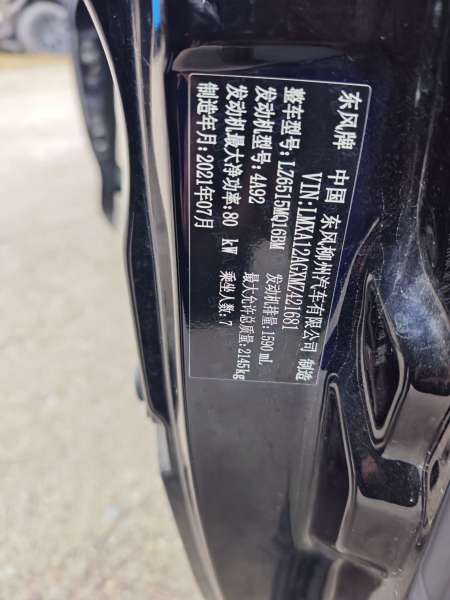 东风牌 中国 东风柳州汽车有限公司 制造
VIN:LMXA12AGXMZ421681
整车型号:LZ6515MQ16BM 发动机排量:1590 mL
发动机型号:4A92 最大允许总质量:2145kg
发动机最大净功率:80 kW 乘坐人数:7
制造年月:2021年07月